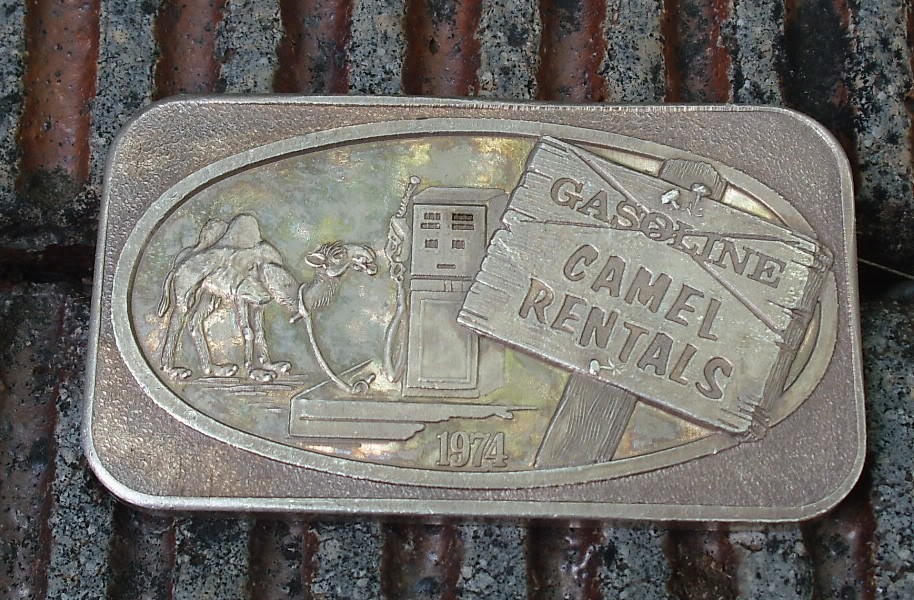 GASOLINE
CAMEL
RENTALS
1974